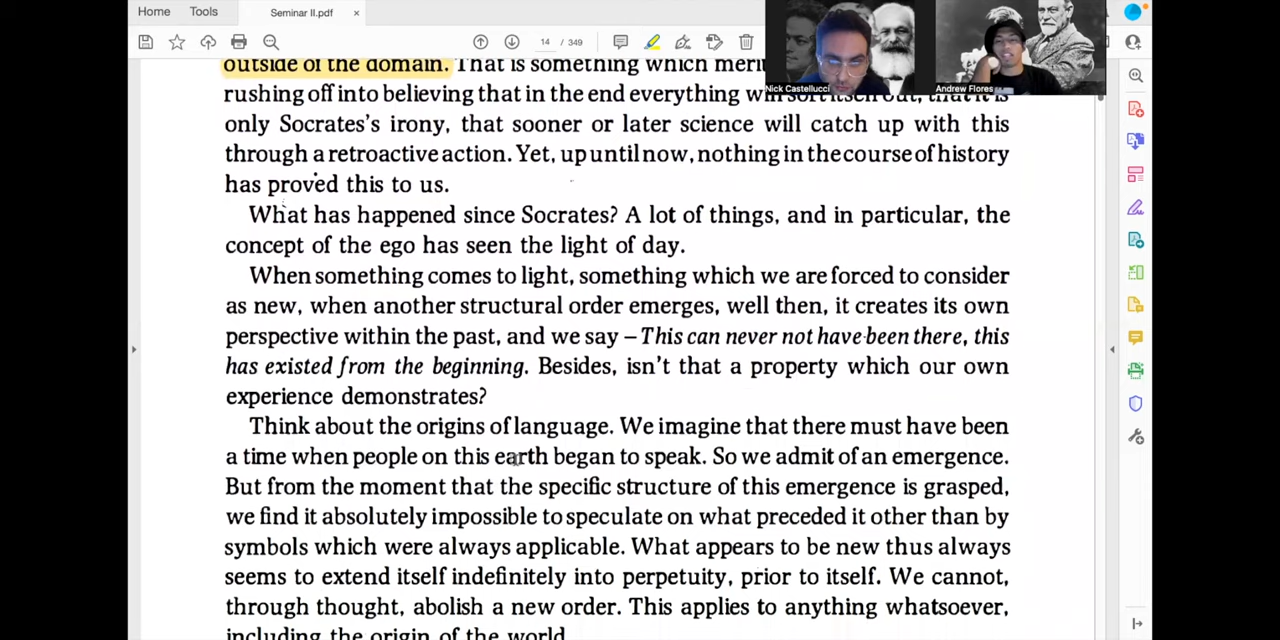 Home Tools Seminar II.pdf ×
14 / 349
Nick Castellucci
Andrew Flores
outside of the domain. That is something which
rushing off into believing that in the end everything will sort itself out, that it is
only Socrates's irony, that sooner or later science will catch up with this
through a retroactive action. Yet, up until now, nothing in the course of history
has proved this to us.
What has happened since Socrates? A lot of things, and in particular, the
concept of the ego has seen the light of day.
When something comes to light, something which we are forced to consider
as new, when another structural order emerges, well then, it creates its own
perspective within the past, and we say – This can never not have been there, this
has existed from the beginning. Besides, isn't that a property which our own
experience demonstrates?
Think about the origins of language. We imagine that there must have been
a time when people on this earth began to speak. So we admit of an emergence.
But from the moment that the specific structure of this emergence is grasped,
we find it absolutely impossible to speculate on what preceded it other than by
symbols which were always applicable. What appears to be new thus always
seems to extend itself indefinitely into perpetuity, prior to itself. We cannot,
through thought, abolish a new order. This applies to anything whatsoever,
including the origin of the world.